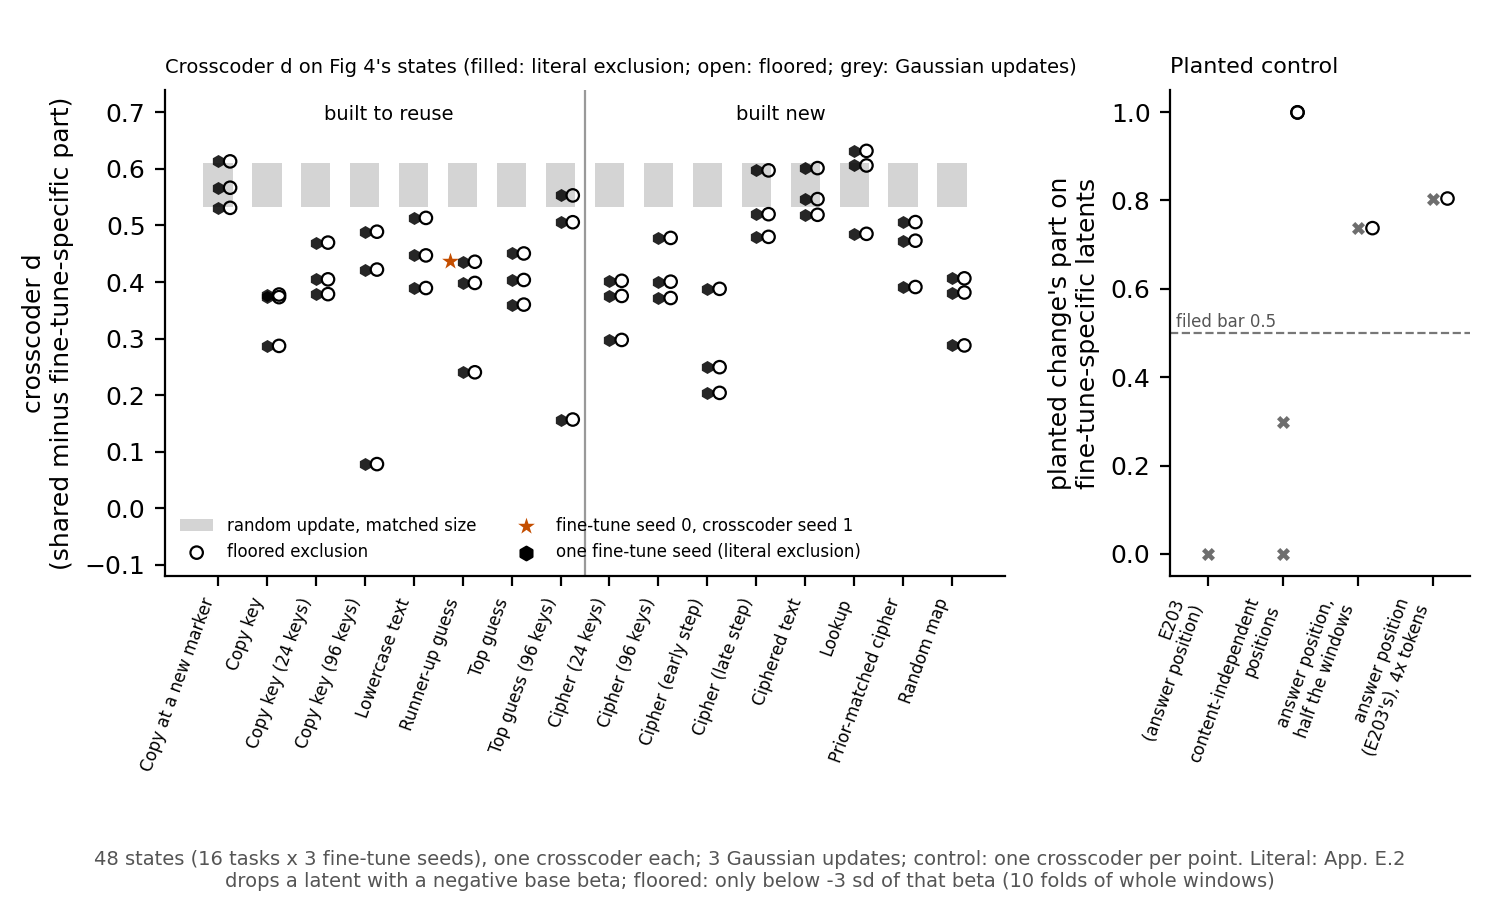 Crosscoder d on Fig 4's states (filled: literal exclusion; open: floored; grey: Gaussian updates)
built to reuse
built new
crosscoder d
(shared minus fine-tune-specific part)
0.7
0.6
0.5
0.4
0.3
0.2
0.1
0.0
−0.1
random update, matched size
floored exclusion
fine-tune seed 0, crosscoder seed 1
one fine-tune seed (literal exclusion)
Copy at a new marker
Copy key
Copy key (24 keys)
Copy key (96 keys)
Lowercase text
Runner-up guess
Top guess
Top guess (96 keys)
Cipher (24 keys)
Cipher (96 keys)
Cipher (early step)
Cipher (late step)
Ciphered text
Lookup
Prior-matched cipher
Random map
Planted control
planted change's part on
fine-tune-specific latents
1.0
0.8
0.6
0.4
0.2
0.0
filed bar 0.5
E203
(answer position)
content-independent
positions
answer position,
half the windows
answer position
(E203's), 4x tokens
48 states (16 tasks x 3 fine-tune seeds), one crosscoder each; 3 Gaussian updates; control: one crosscoder per point. Literal: App. E.2
drops a latent with a negative base beta; floored: only below -3 sd of that beta (10 folds of whole windows)